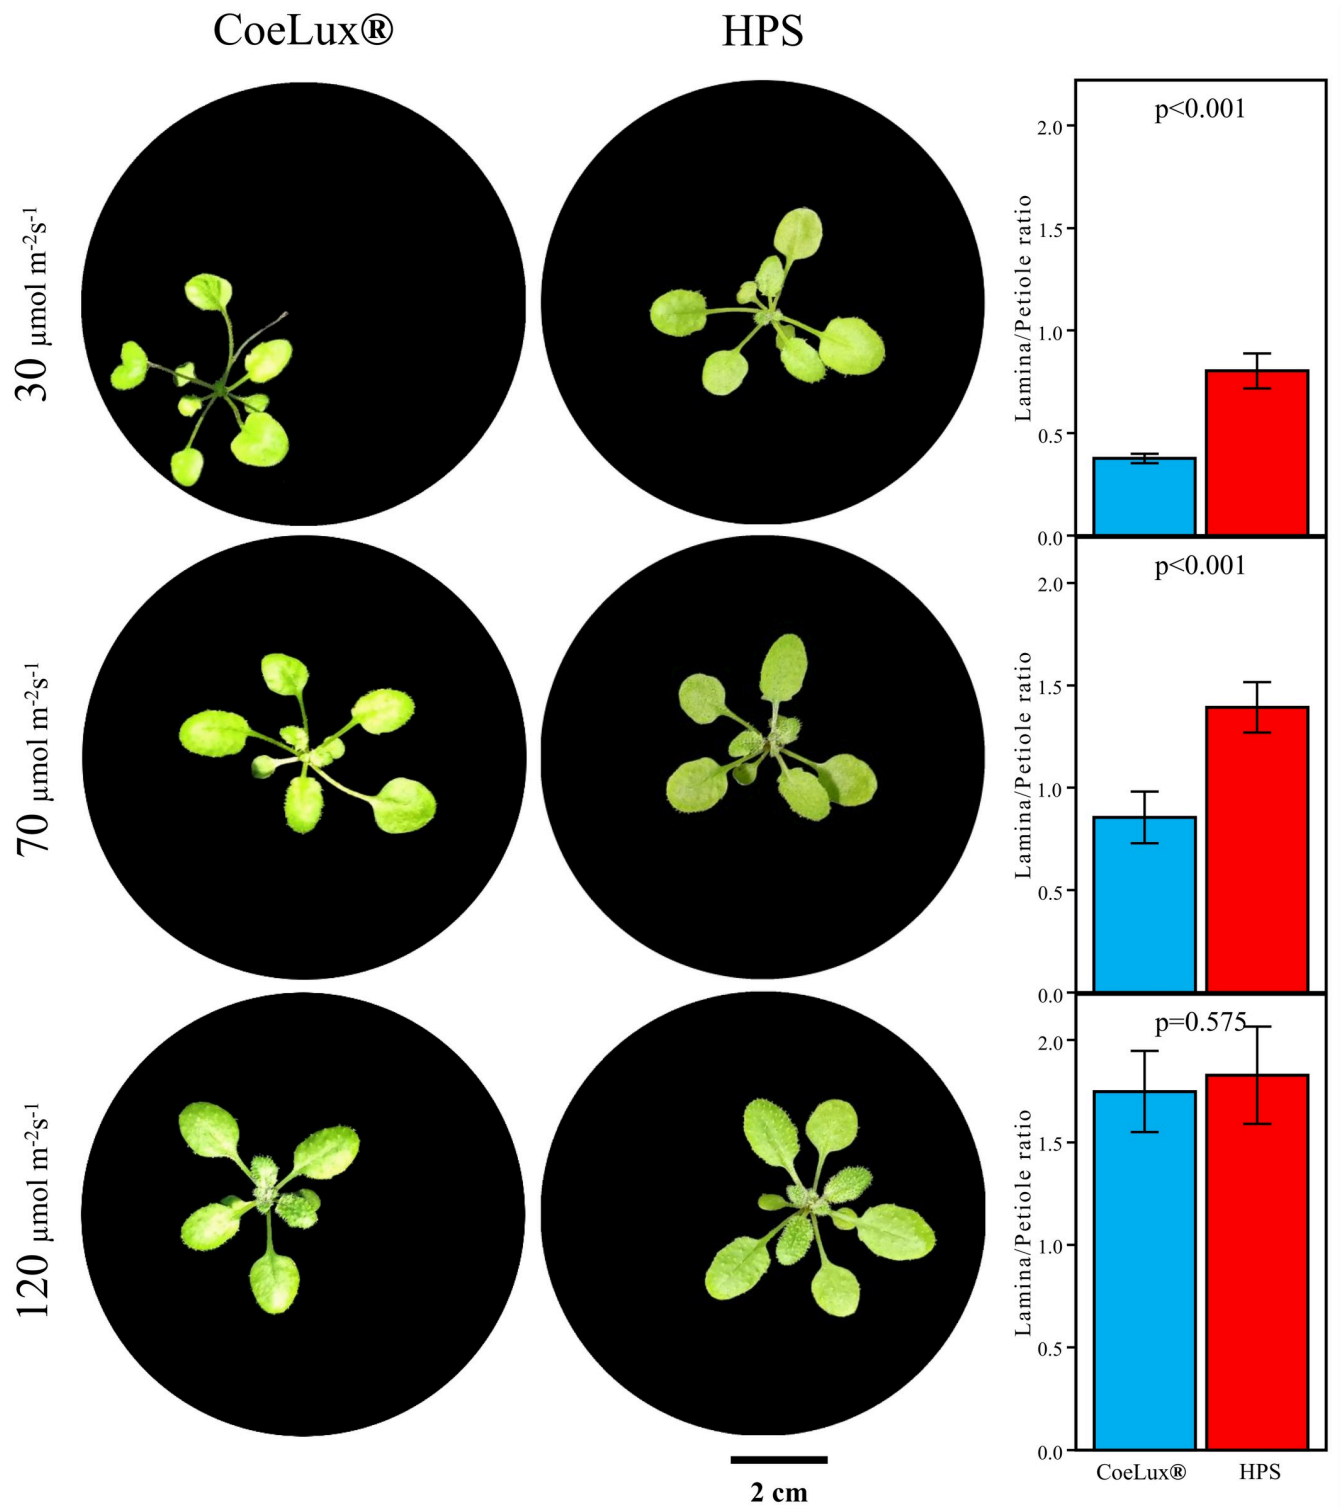 CoeLux® HPS
30 µmol m-2s-1
p<0.001
Lamina/Petiole ratio
2.0
1.5
1.0
0.5
0.0
70 µmol m-2s-1
p<0.001
Lamina/Petiole ratio
2.0
1.5
1.0
0.5
0.0
120 µmol m-2s-1
p=0.575
Lamina/Petiole ratio
2.0
1.5
1.0
0.5
0.0
CoeLux® HPS
2 cm